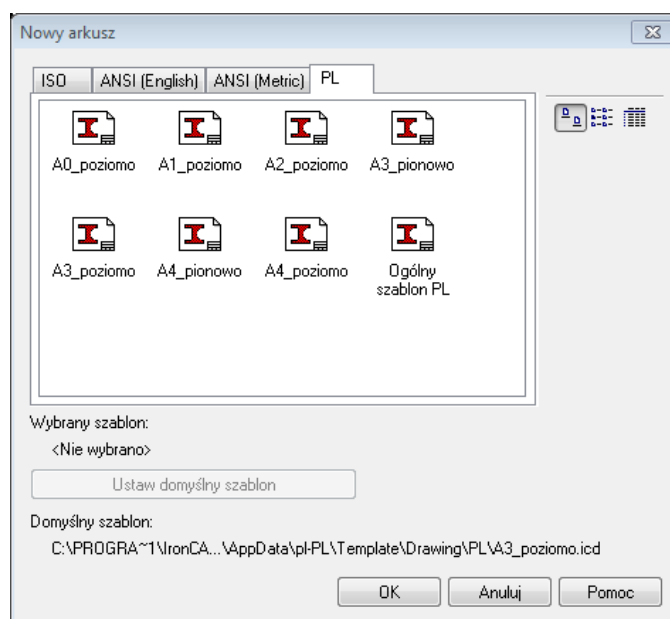 Nowy arkusz
ISO ANSI (English) ANSI (Metric) PL
A0_poziomo A1_poziomo A2_poziomo A3_pionowo
A3_poziomo A4_pionowo A4_poziomo Ogólny
szablon PL
Wybrany szablon:
<Nie wybrano>
Ustaw domyślny szablon
Domyślny szablon:
C:\PROGRA~1\IronCA...\AppData\pl-PL\Template\Drawing\PL\A3_poziomo.icd
OK Anuluj Pomoc